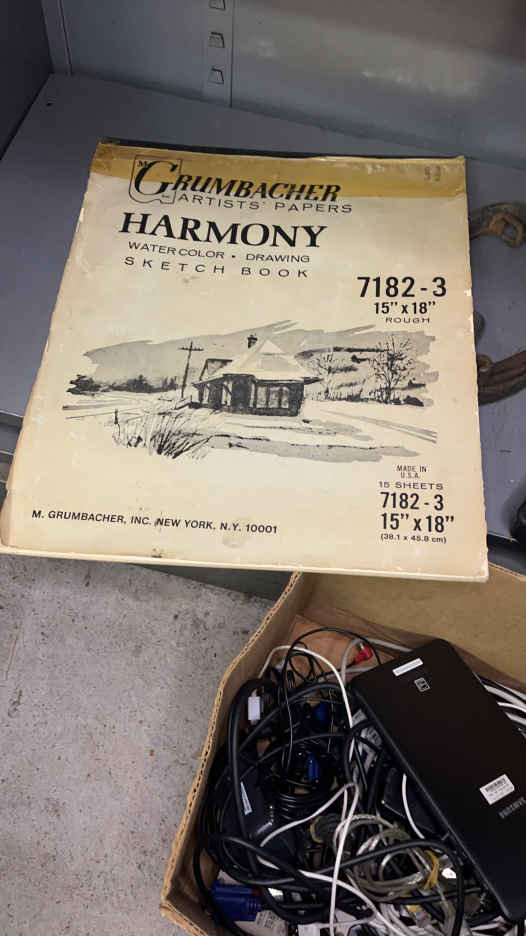 M. GRUMBACHER
ARTISTS' PAPERS
HARMONY
WATER COLOR • DRAWING
SKETCH BOOK
7182-3
15" x 18"
ROUGH
MADE IN
U.S.A.
15 SHEETS
7182-3
15" x 18"
(38.1 x 45.8 cm)
M. GRUMBACHER, INC. NEW YORK, N.Y. 10001
SAMSUNG